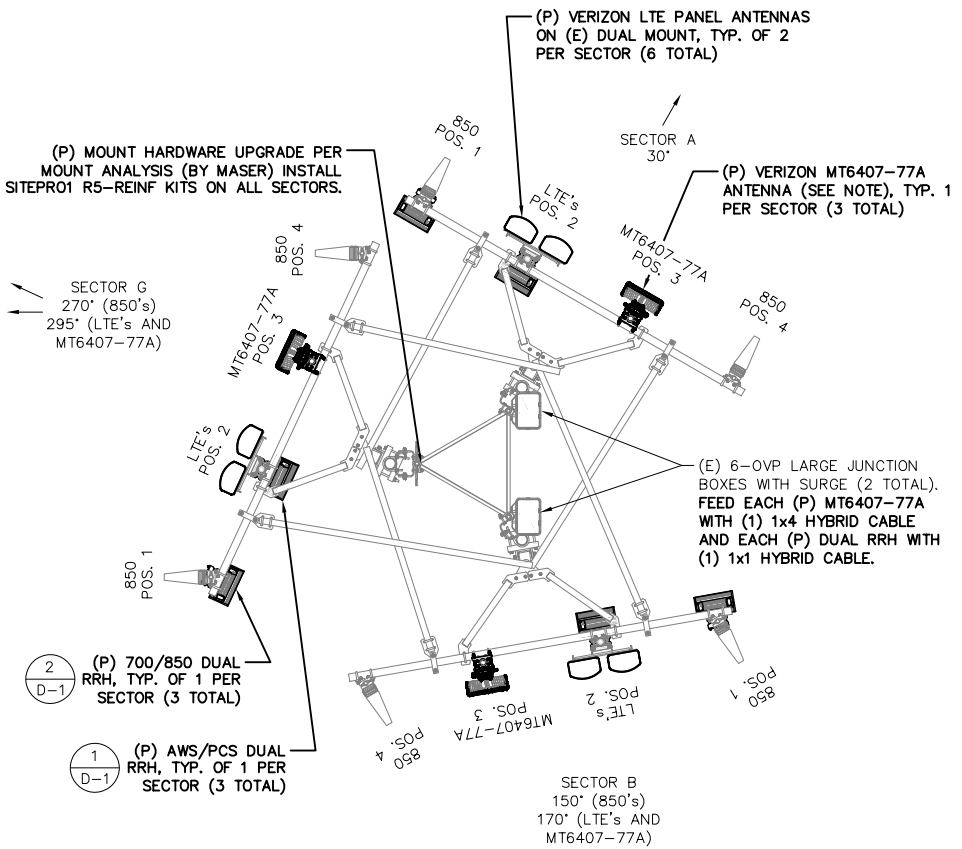 (P) VERIZON LTE PANEL ANTENNAS
ON (E) DUAL MOUNT, TYP. OF 2
PER SECTOR (6 TOTAL)
SECTOR A
30°
850
POS. 1
(P) MOUNT HARDWARE UPGRADE PER
MOUNT ANALYSIS (BY MASER) INSTALL
SITEPRO1 R5-REINF KITS ON ALL SECTORS.
LTE's
POS. 2
(P) VERIZON MT6407-77A
ANTENNA (SEE NOTE), TYP. 1
PER SECTOR (3 TOTAL)
MT6407-77A
POS. 3
850
POS. 4
850
POS. 4
SECTOR G
270° (850's)
295° (LTE's AND
MT6407-77A)
MT6407-77A
POS. 3
LTE's
POS. 2
850
POS. 1
(E) 6-OVP LARGE JUNCTION
BOXES WITH SURGE (2 TOTAL).
FEED EACH (P) MT6407-77A
WITH (1) 1x4 HYBRID CABLE
AND EACH (P) DUAL RRH WITH
(1) 1x1 HYBRID CABLE.
2
D-1
(P) 700/850 DUAL
RRH, TYP. OF 1 PER
SECTOR (3 TOTAL)
1
D-1
(P) AWS/PCS DUAL
RRH, TYP. OF 1 PER
SECTOR (3 TOTAL)
850
POS. 4
MT6407-77A
POS. 3
LTE's
POS. 2
850
POS. 1
SECTOR B
150° (850's)
170° (LTE's AND
MT6407-77A)